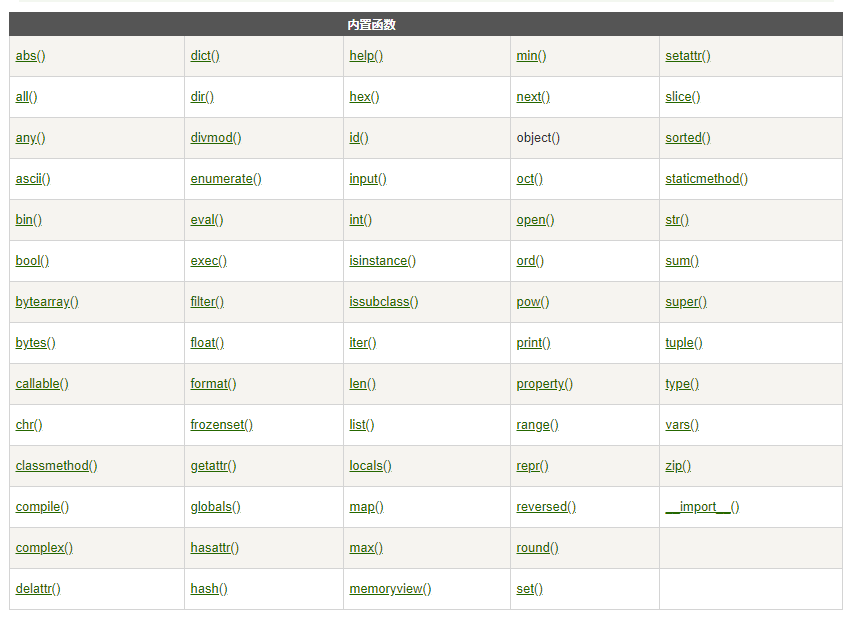 内置函数
abs() dict() help() min() setattr()
all() dir() hex() next() slice()
any() divmod() id() object() sorted()
ascii() enumerate() input() oct() staticmethod()
bin() eval() int() open() str()
bool() exec() isinstance() ord() sum()
bytearray() filter() issubclass() pow() super()
bytes() float() iter() print() tuple()
callable() format() len() property() type()
chr() frozenset() list() range() vars()
classmethod() getattr() locals() repr() zip()
compile() globals() map() reversed() __import__()
complex() hasattr() max() round()
delattr() hash() memoryview() set()